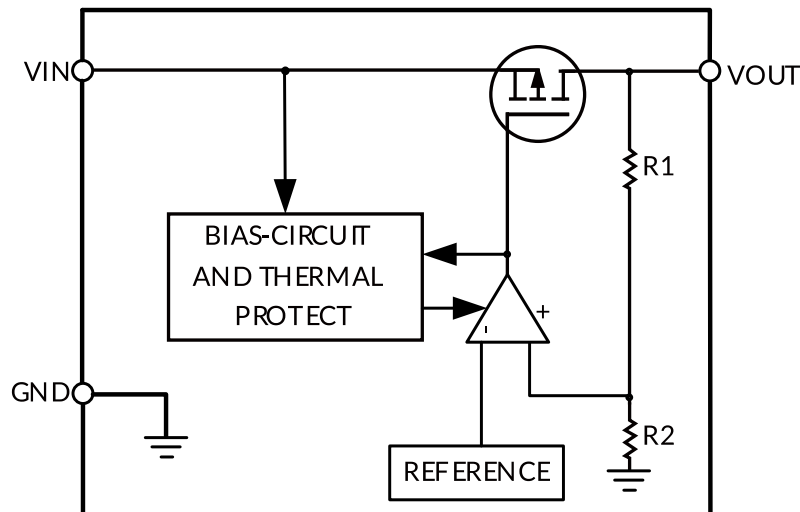 VIN
VOUT
R1
BIAS-CIRCUIT
AND THERMAL
PROTECT
+
-
GND
R2
REFERENCE